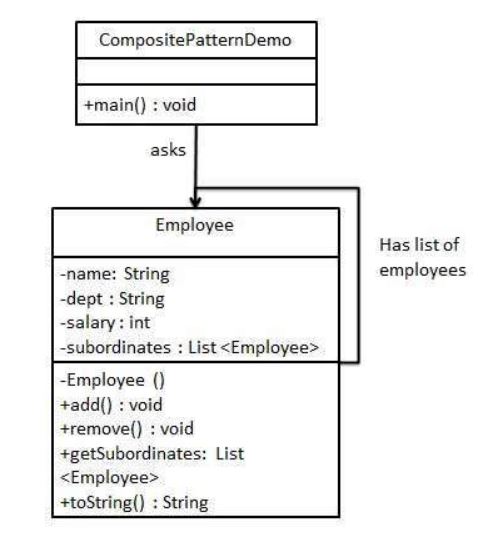 CompositePatternDemo
+main() : void
asks
Employee
-name: String
-dept : String
-salary : int
-subordinates : List <Employee>
Has list of
employees
-Employee ()
+add() : void
+remove() : void
+getSubordinates: List
<Employee>
+toString() : String